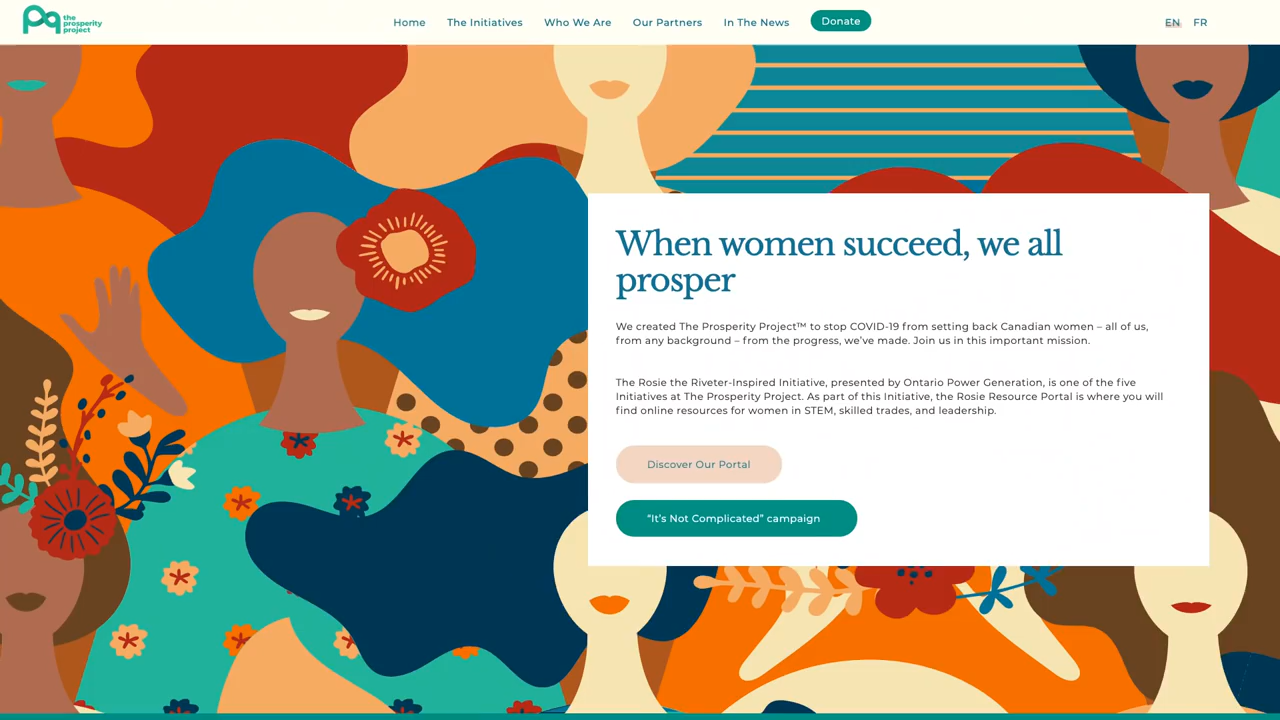 the
prosperity
project
Home The Initiatives Who We Are Our Partners In The News Donate EN FR
When women succeed, we all
prosper
We created The Prosperity Project™ to stop COVID-19 from setting back Canadian women – all of us,
from any background – from the progress, we’ve made. Join us in this important mission.
The Rosie the Riveter-Inspired Initiative, presented by Ontario Power Generation, is one of the five
Initiatives at The Prosperity Project. As part of this Initiative, the Rosie Resource Portal is where you will
find online resources for women in STEM, skilled trades, and leadership.
Discover Our Portal
“It’s Not Complicated” campaign